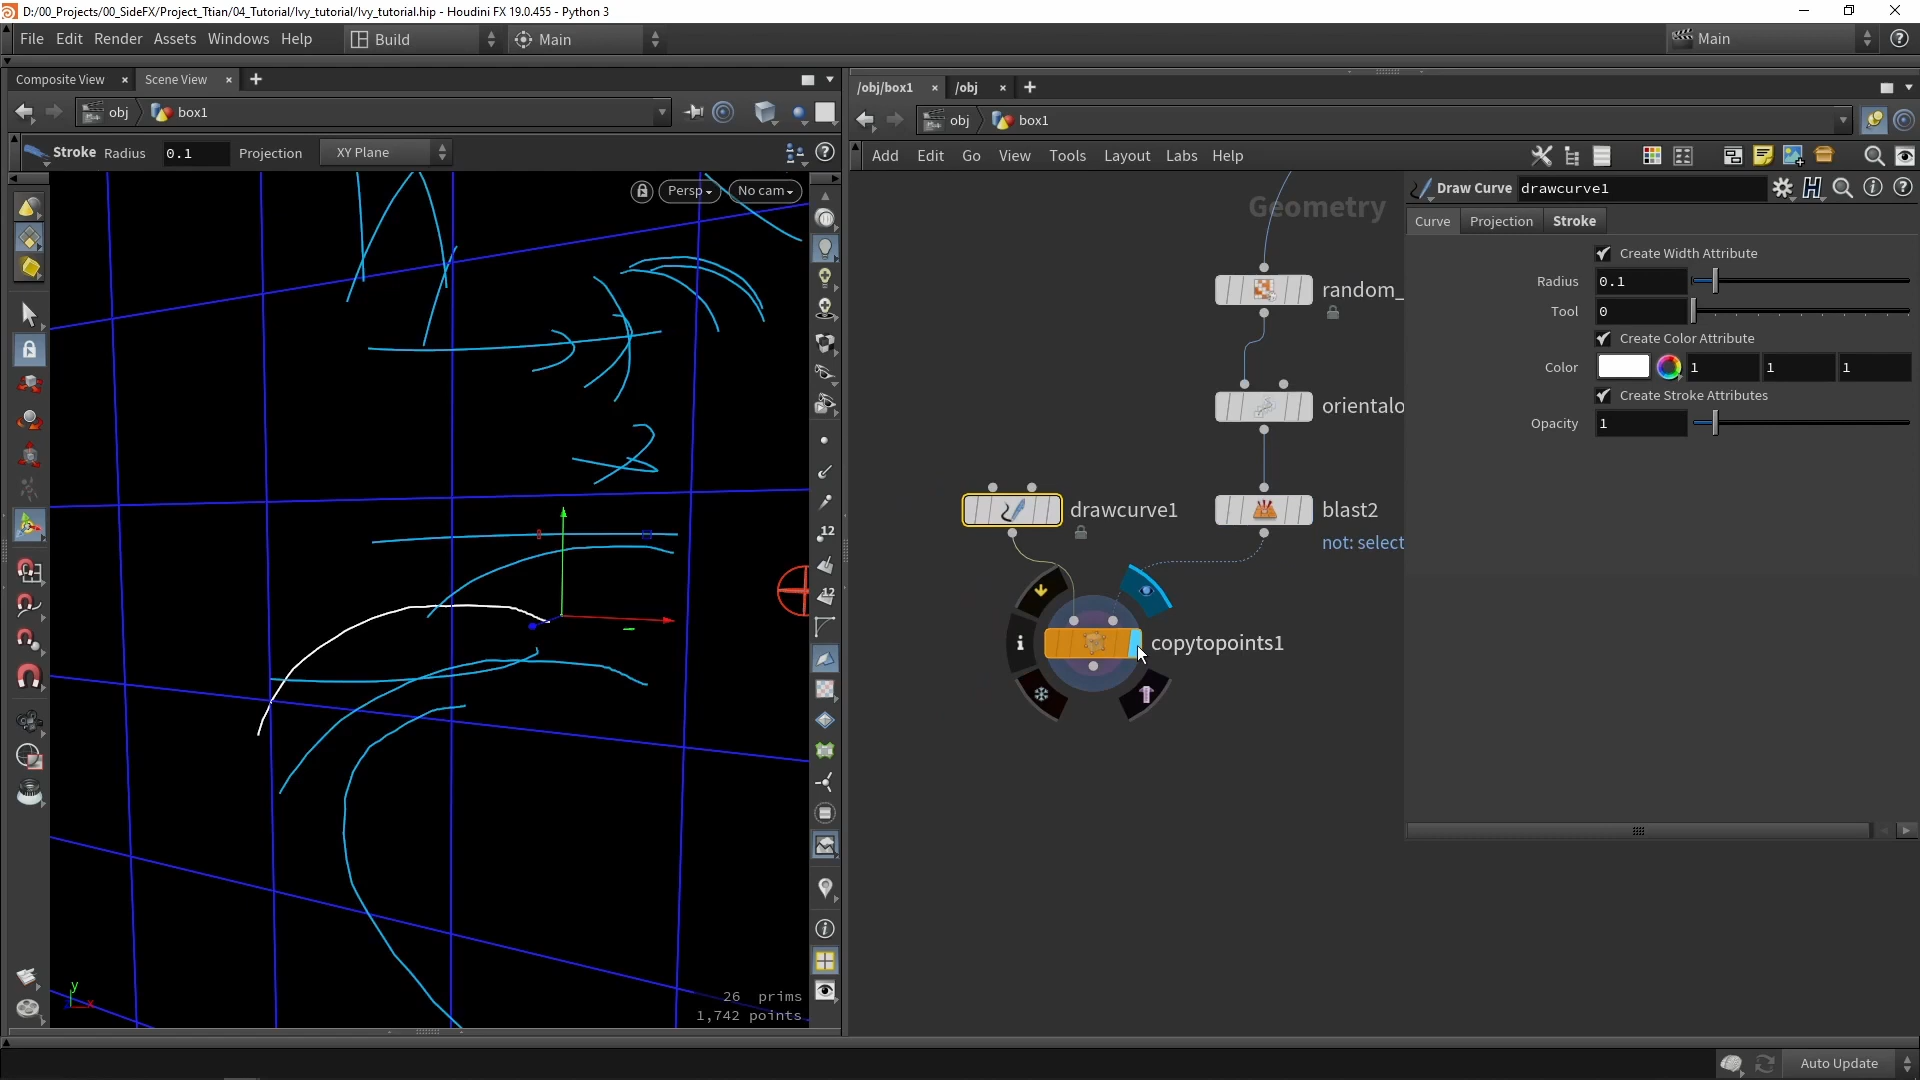 D:/00_Projects/00_SideFX/Project_Ttian/04_Tutorial/Ivy_tutorial/Ivy_tutorial.hip - Houdini FX 19.0.455 - Python 3
File Edit Render Assets Windows Help Build Main Main
Composite View Scene View
/obj/box1 /obj
obj box1
obj box1
Stroke Radius 0.1 Projection XY Plane
Add Edit Go View Tools Layout Labs Help
Persp No cam
Geometry
Draw Curve drawcurve1
Curve Projection Stroke
Create Width Attribute
Radius 0.1
Tool 0
Create Color Attribute
Color 1 1 1
Create Stroke Attributes
Opacity 1
random_
orientalo
drawcurve1
blast2
not: select
copytopoints1
12
12
y
x
26 prims
1,742 points
Auto Update